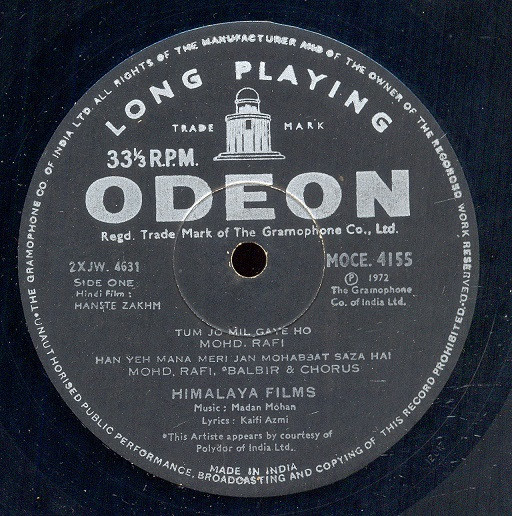 THE GRAMOPHONE CO. OF INDIA LTD. ALL RIGHTS OF THE MANUFACTURER AND OF THE OWNER OF THE RECORDED WORK RESERVED.
UNAUTHORISED PUBLIC PERFORMANCE, BROADCASTING AND COPYING OF THIS RECORD PROHIBITED.
LONG PLAYING
TRADE MARK
33⅓ R.P.M.
ODEON
Regd. Trade Mark of The Gramophone Co., Ltd.
2XJW. 4631
MOCE. 4155
SIDE ONE
Ⓟ 1972
Hindi Film :
The Gramophone
HANSTE ZAKHM
Co. of India Ltd.
TUM JO MIL GAYE HO
MOHD. RAFI
HAN YEH MANA MERI JAN MOHABBAT SAZA HAI
MOHD. RAFI, *BALBIR & CHORUS
HIMALAYA FILMS
Music : Madan Mohan
Lyrics : Kaifi Azmi
*This Artiste appears by courtesy of
Polydor of India Ltd.
MADE IN INDIA